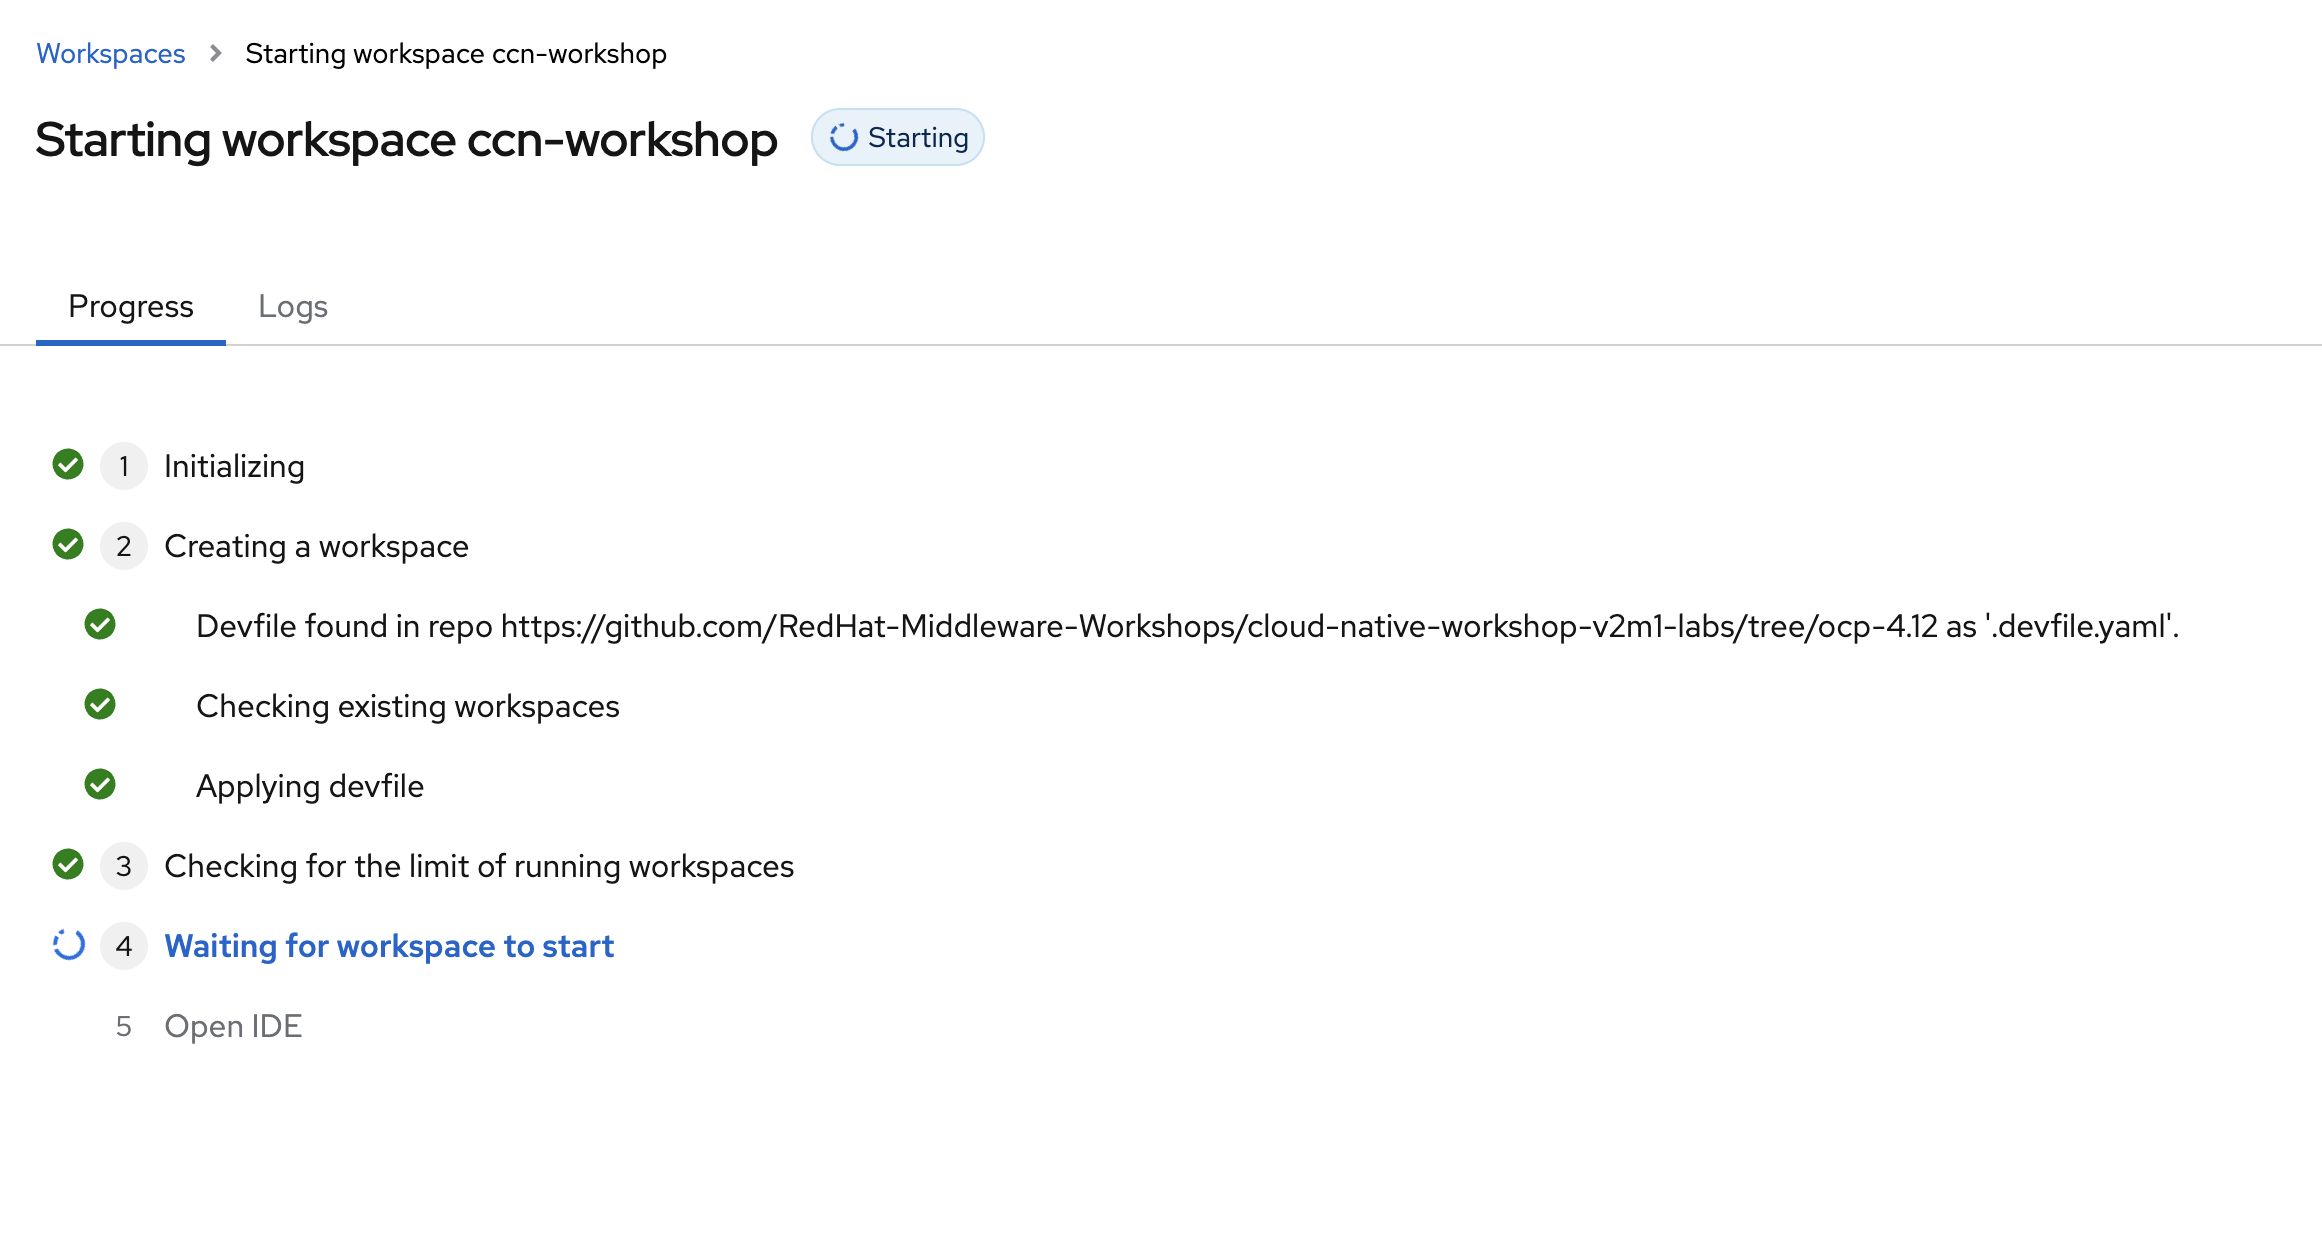 Workspaces > Starting workspace ccn-workshop
Starting workspace ccn-workshop Starting
Progress Logs
1 Initializing
2 Creating a workspace
Devfile found in repo https://github.com/RedHat-Middleware-Workshops/cloud-native-workshop-v2m1-labs/tree/ocp-4.12 as '.devfile.yaml'.
Checking existing workspaces
Applying devfile
3 Checking for the limit of running workspaces
4 Waiting for workspace to start
5 Open IDE